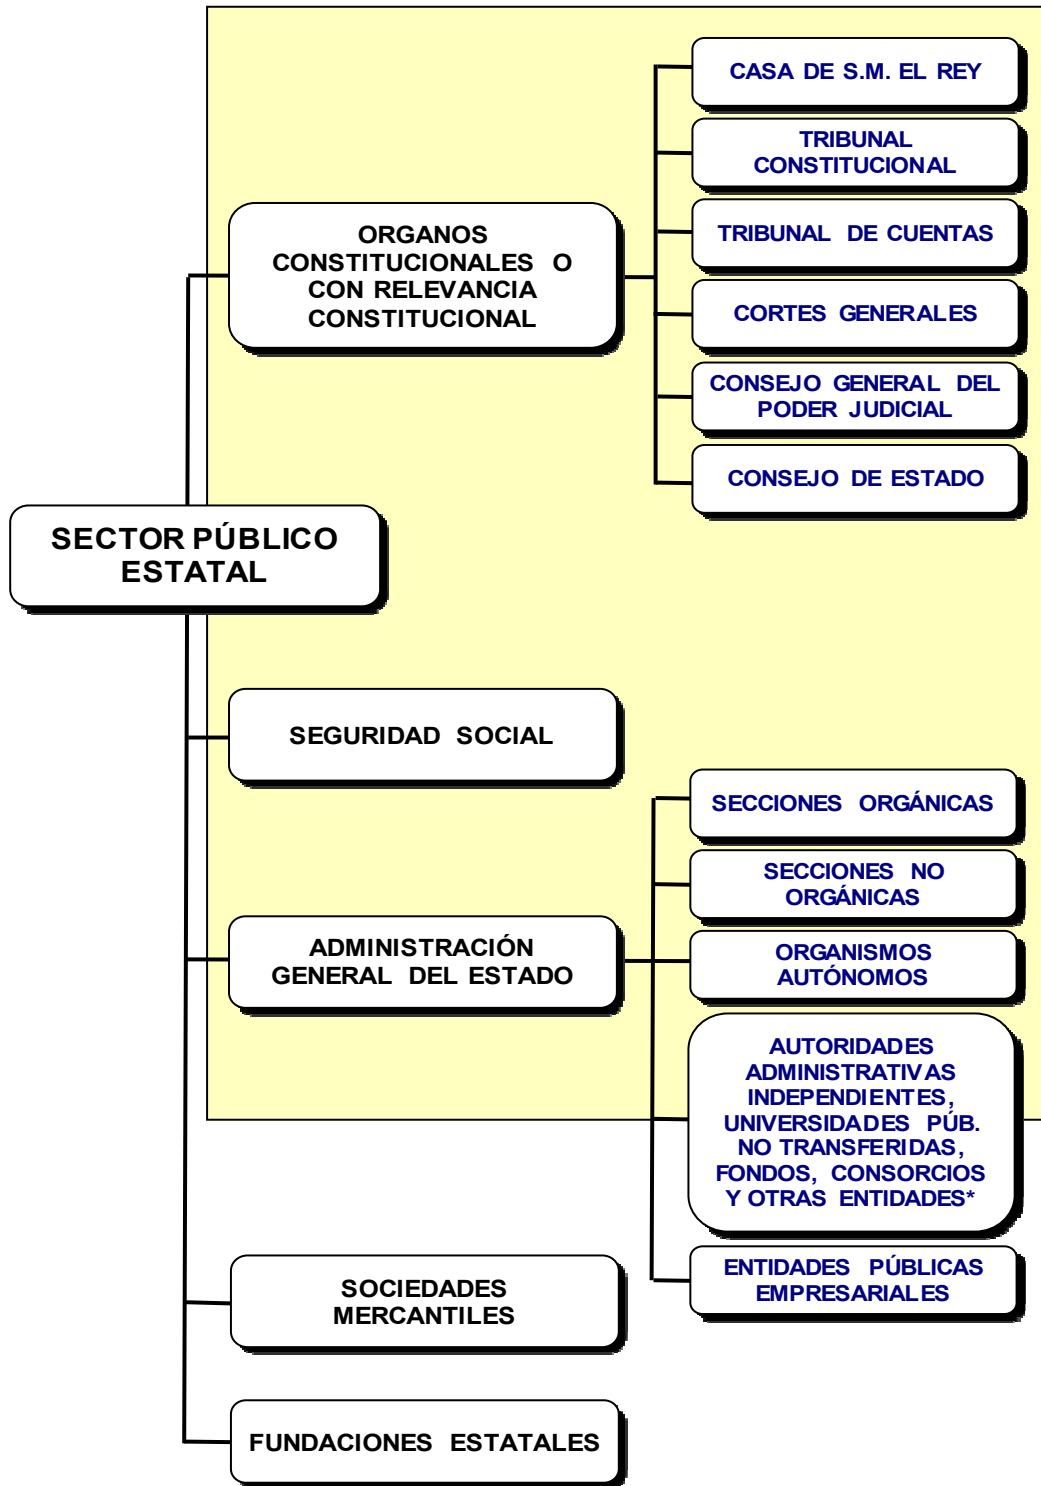 CASA DE S.M. EL REY
TRIBUNAL
CONSTITUCIONAL
TRIBUNAL DE CUENTAS
ORGANOS
CONSTITUCIONALES O
CON RELEVANCIA
CONSTITUCIONAL
CORTES GENERALES
CONSEJO GENERAL DEL
PODER JUDICIAL
CONSEJO DE ESTADO
SECTOR PÚBLICO
ESTATAL
SEGURIDAD SOCIAL
SECCIONES ORGÁNICAS
SECCIONES NO
ORGÁNICAS
ADMINISTRACIÓN
GENERAL DEL ESTADO
ORGANISMOS
AUTÓNOMOS
AUTORIDADES
ADMINISTRATIVAS
INDEPENDIENTES,
UNIVERSIDADES PÚB.
NO TRANSFERIDAS,
FONDOS, CONSORCIOS
Y OTRAS ENTIDADES*
ENTIDADES PÚBLICAS
EMPRESARIALES
SOCIEDADES
MERCANTILES
FUNDACIONES ESTATALES